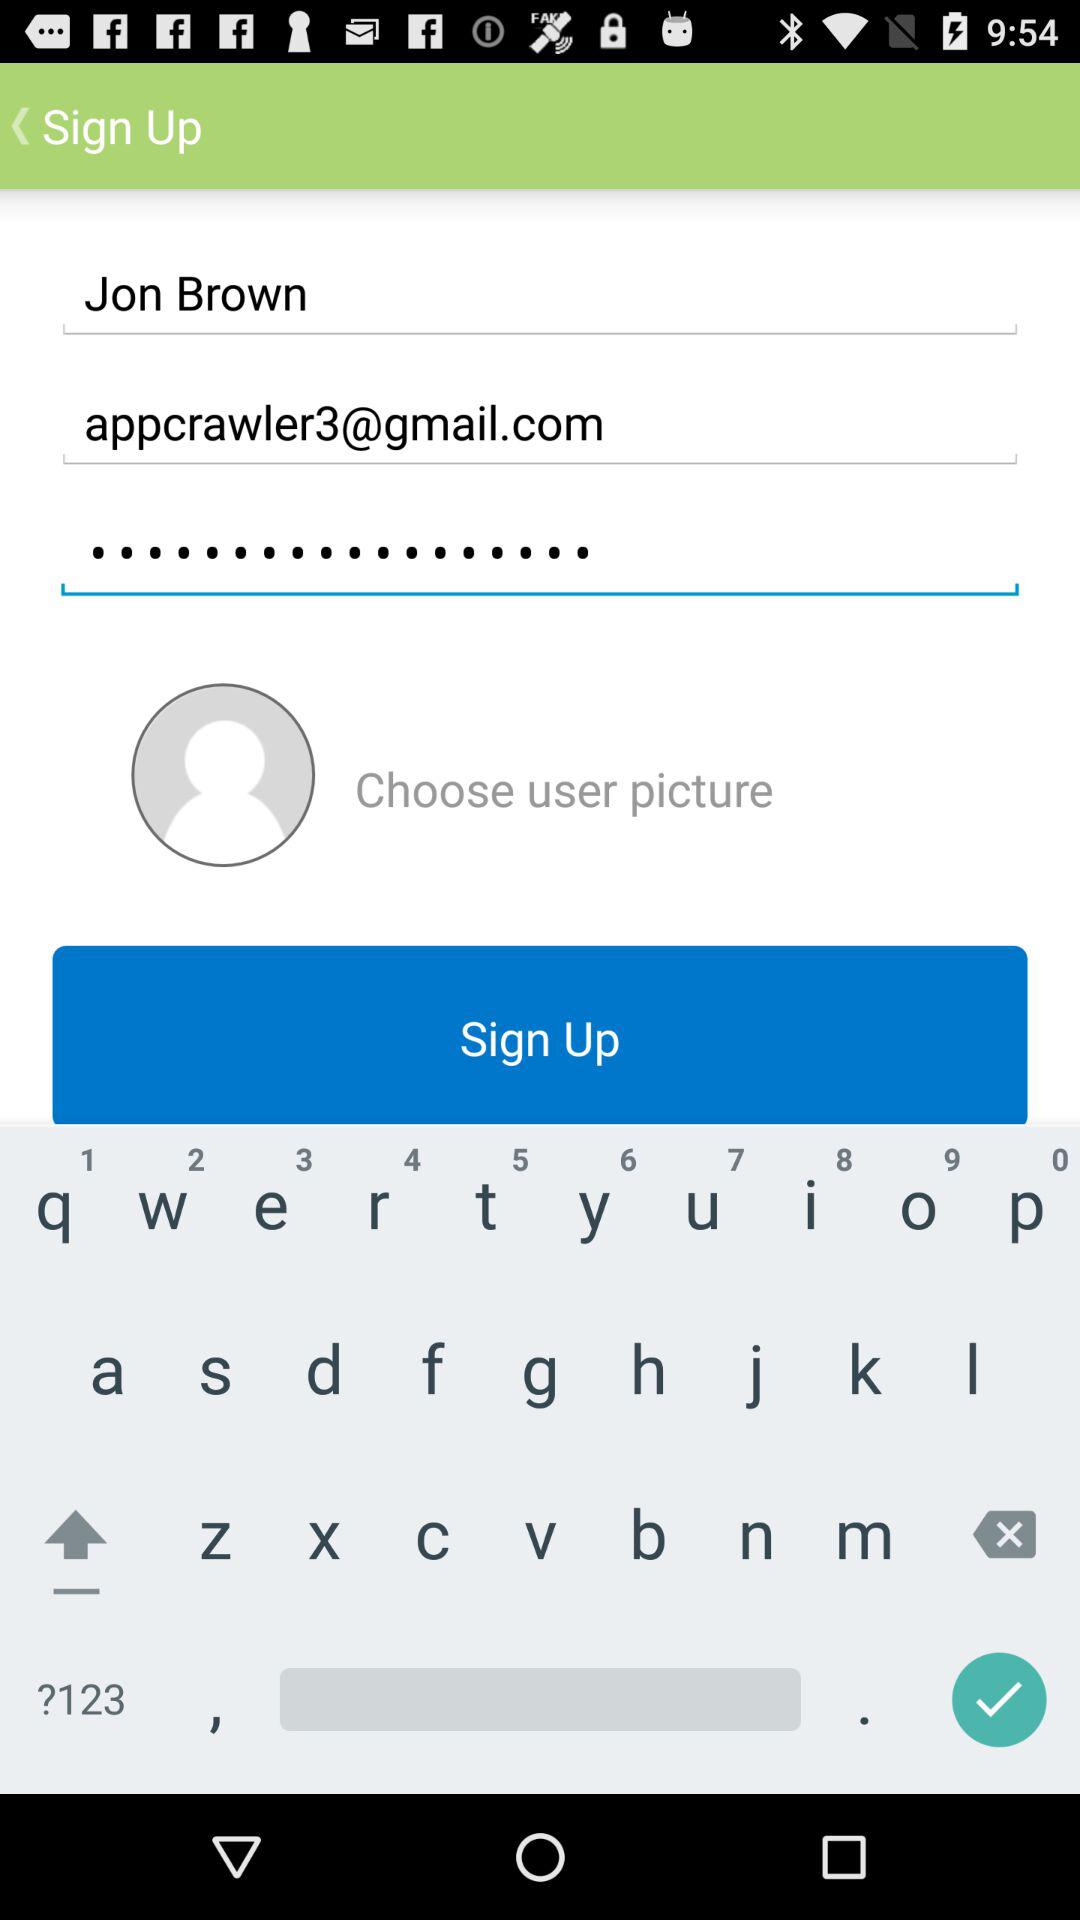 FAKE
9:54
Sign Up
Jon Brown
appcrawler3@gmail.com
••••••••••••••••••
Choose user picture
Sign Up
1 2 3 4 5 6 7 8 9 0
q w e r t y u i o p
a s d f g h j k l
z x c v b n m
?123 , .